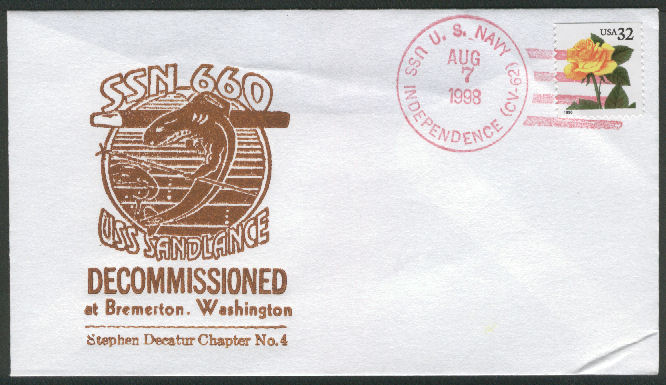 SSN 660
USS SANDLANCE
DECOMMISSIONED
at Bremerton, Washington
Stephen Decatur Chapter No. 4
U. S. NAVY
USS INDEPENDENCE (CV-62)
AUG
7
1998
USA 32